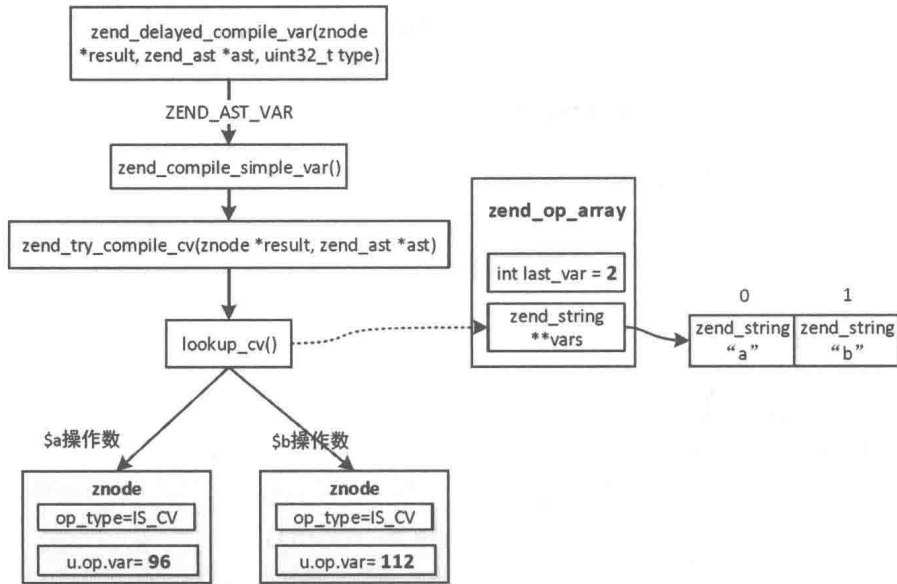 zend_delayed_compile_var(znode
*result, zend_ast *ast, uint32_t type)
ZEND_AST_VAR
zend_compile_simple_var()
zend_try_compile_cv(znode *result, zend_ast *ast)
lookup_cv()
zend_op_array
int last_var = 2
zend_string
**vars
0
1
zend_string
“a”
zend_string
“b”
$a操作数
$b操作数
znode
op_type=IS_CV
u.op.var= 96
znode
op_type=IS_CV
u.op.var= 112